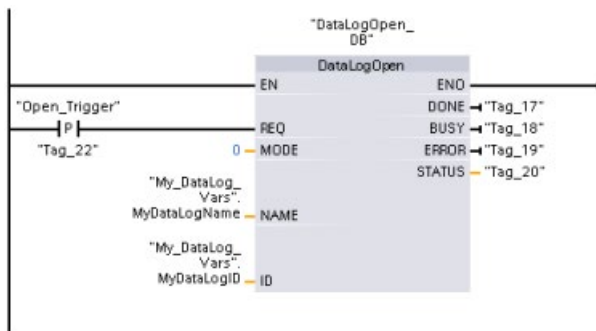 "DataLogOpen_
DB"
DataLogOpen
EN ENO
"Open_Trigger" DONE "Tag_17"
P REQ BUSY "Tag_18"
"Tag_22" 0 MODE ERROR "Tag_19"
STATUS "Tag_20"
"My_DataLog_
Vars".
MyDataLogName NAME
"My_DataLog_
Vars".
MyDataLogID ID